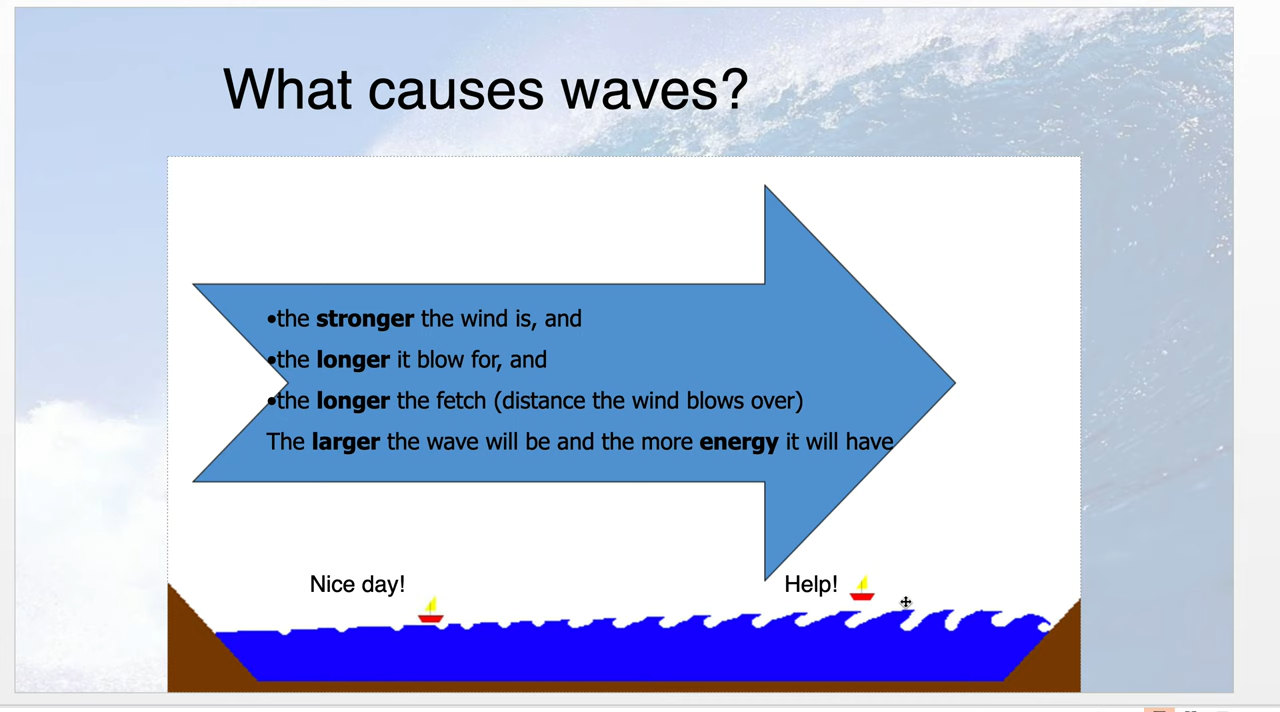 What causes waves?
•the stronger the wind is, and
•the longer it blow for, and
•the longer the fetch (distance the wind blows over)
The larger the wave will be and the more energy it will have
Nice day!
Help!